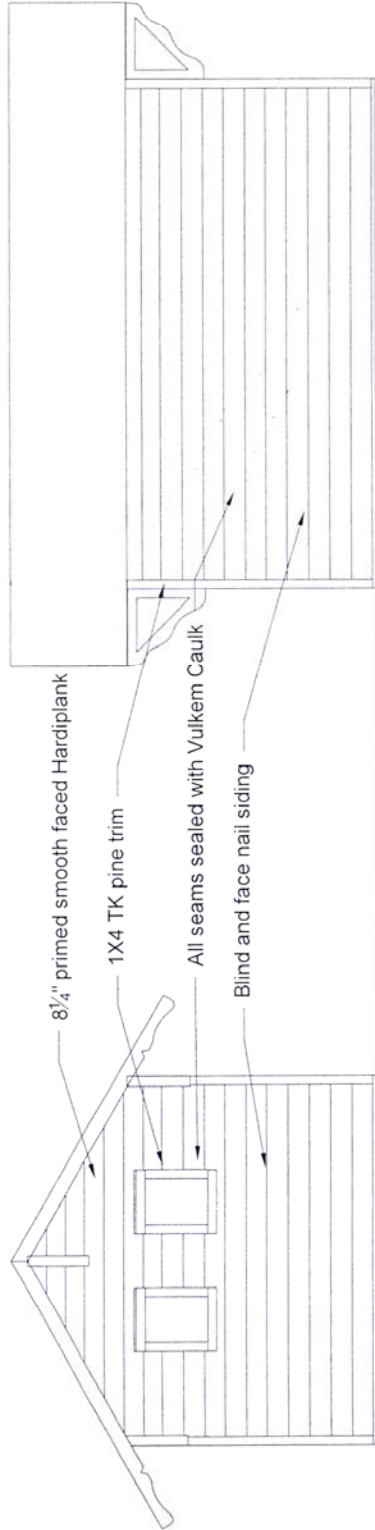 8¼" primed smooth faced Hardiplank
1X4 TK pine trim
All seams sealed with Vulkem Caulk
Blind and face nail siding